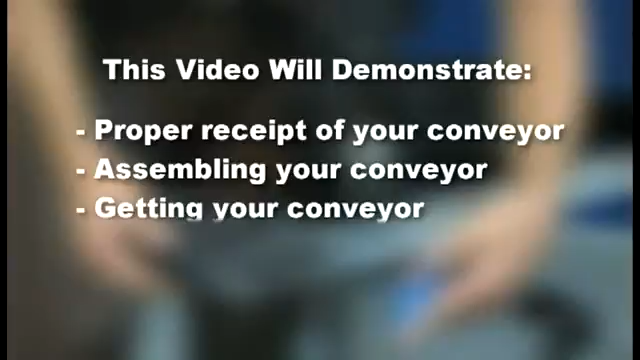 This Video Will Demonstrate:
- Proper receipt of your conveyor
- Assembling your conveyor
- Getting your conveyor